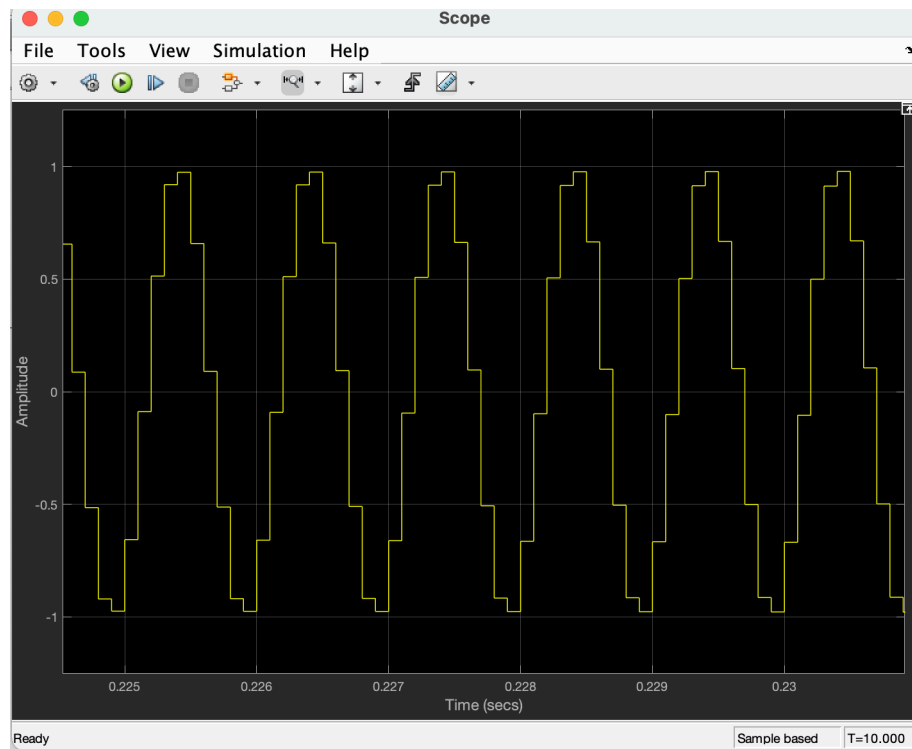 Scope
File Tools View Simulation Help
1
0.5
0
-0.5
-1
Amplitude
0.225 0.226 0.227 0.228 0.229 0.23
Time (secs)
Ready Sample based T=10.000